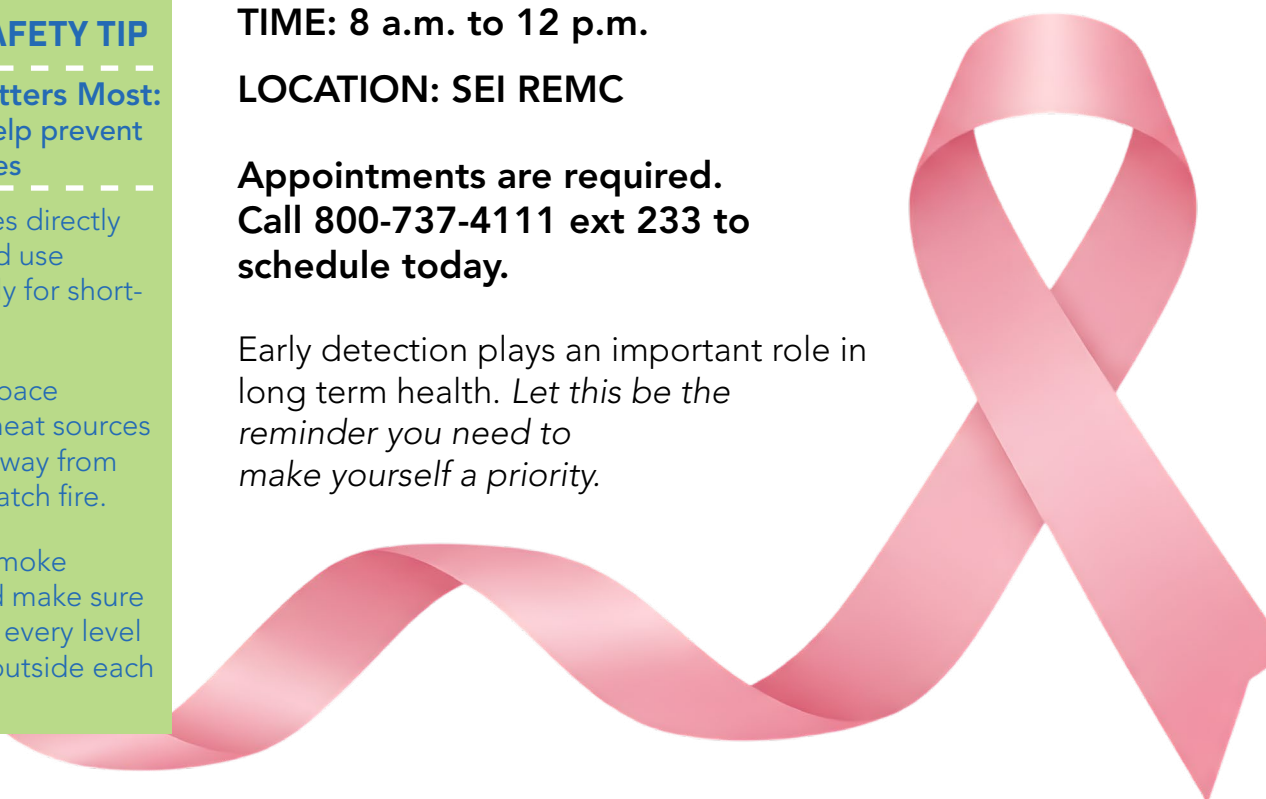 AFETY TIP
tters Most:
elp prevent
es
es directly
d use
ly for short-
pace
heat sources
way from
atch fire.
moke
d make sure
every level
outside each
TIME: 8 a.m. to 12 p.m.
LOCATION: SEI REMC
Appointments are required.
Call 800-737-4111 ext 233 to
schedule today.
Early detection plays an important role in
long term health. Let this be the
reminder you need to
make yourself a priority.